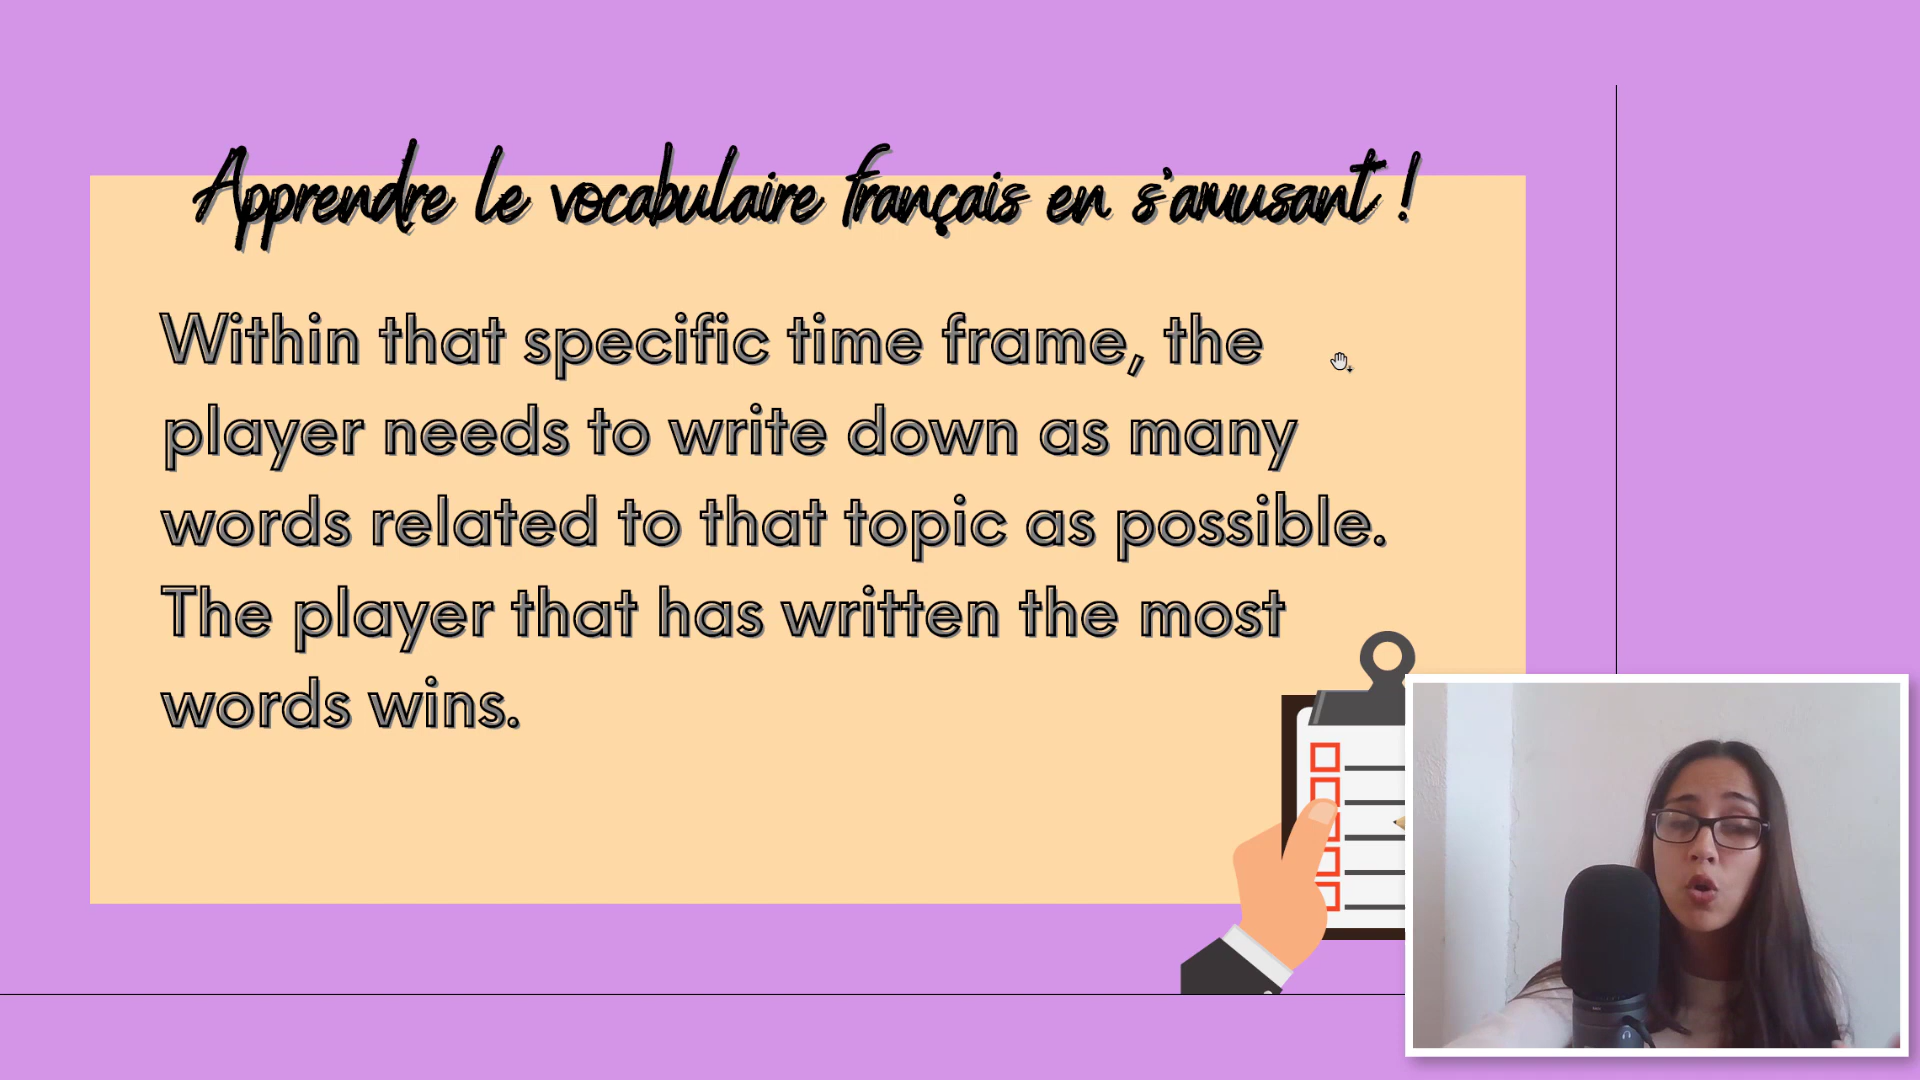 Apprendre le vocabulaire français en s'amusant !
Within that specific time frame, the
player needs to write down as many
words related to that topic as possible.
The player that has written the most
words wins.